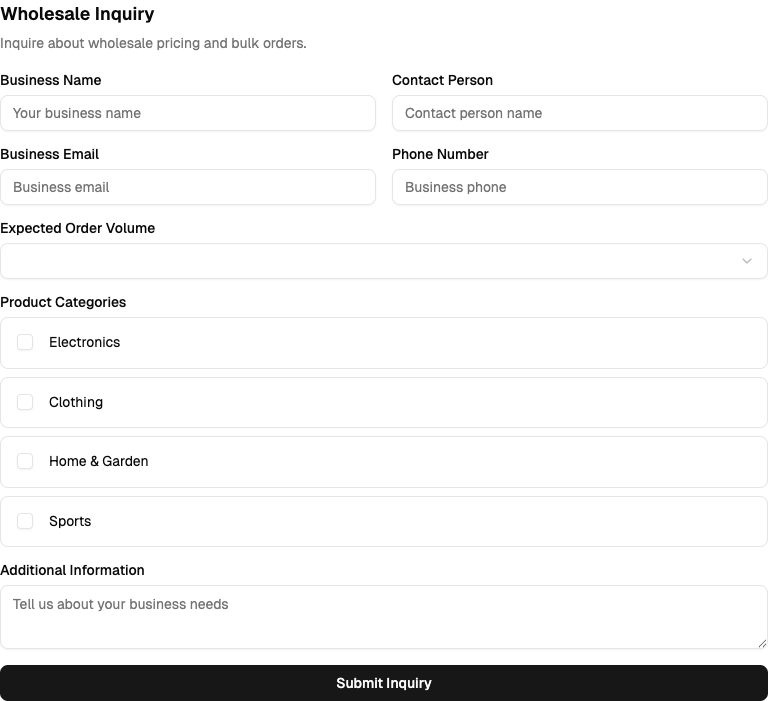 Wholesale Inquiry
Inquire about wholesale pricing and bulk orders.
Business Name
Contact Person
Your business name
Contact person name
Business Email
Phone Number
Business email
Business phone
Expected Order Volume
Product Categories
Electronics
Clothing
Home & Garden
Sports
Additional Information
Tell us about your business needs
Submit Inquiry